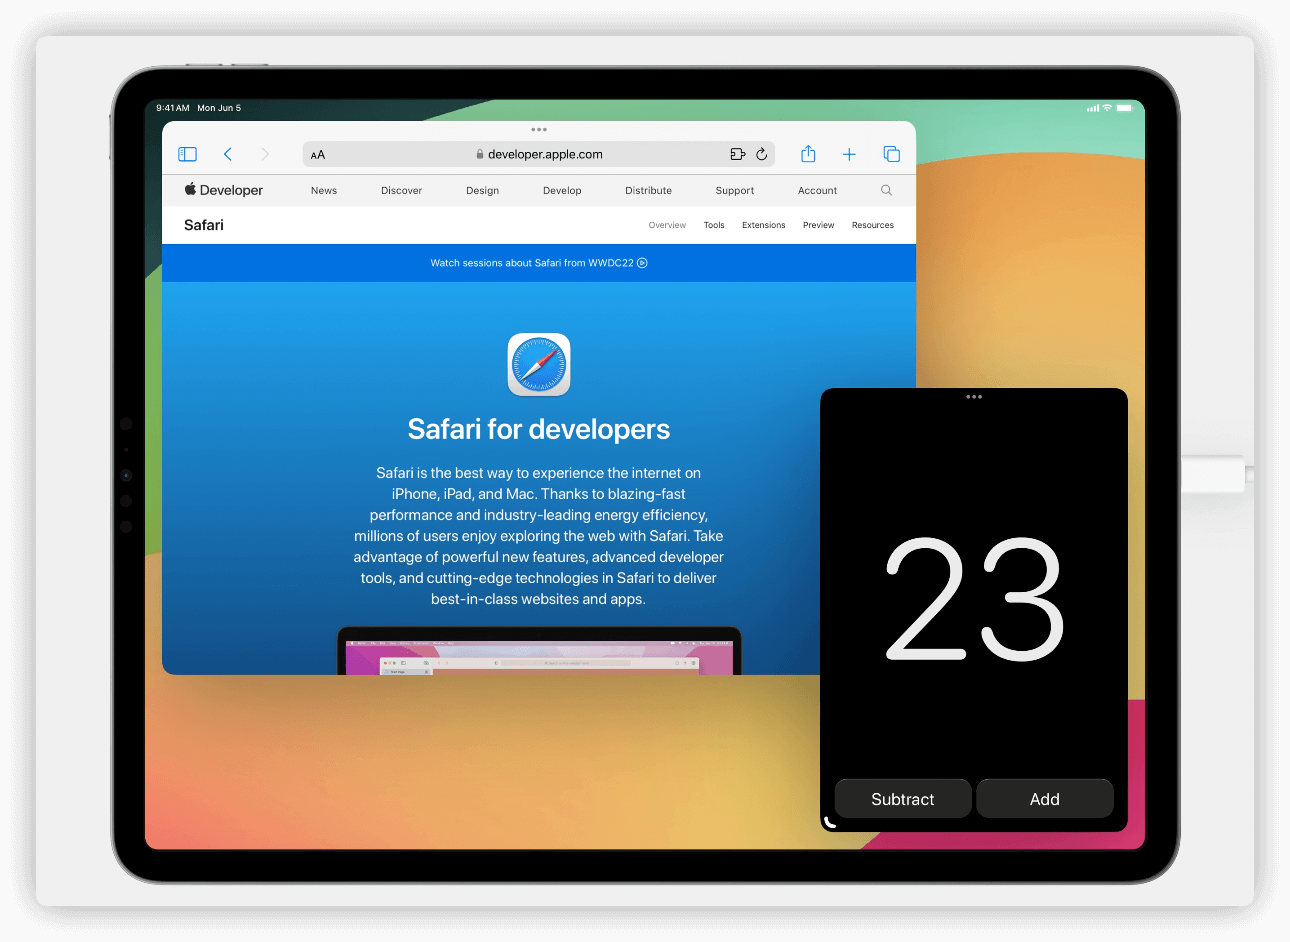 9:41 AM Mon Jun 5
AA developer.apple.com
Developer News Discover Design Develop Distribute Support Account
Safari Overview Tools Extensions Preview Resources
Watch sessions about Safari from WWDC22
Safari for developers
Safari is the best way to experience the internet on
iPhone, iPad, and Mac. Thanks to blazing-fast
performance and industry-leading energy efficiency,
millions of users enjoy exploring the web with Safari. Take
advantage of powerful new features, advanced developer
tools, and cutting-edge technologies in Safari to deliver
best-in-class websites and apps.
23
Subtract Add